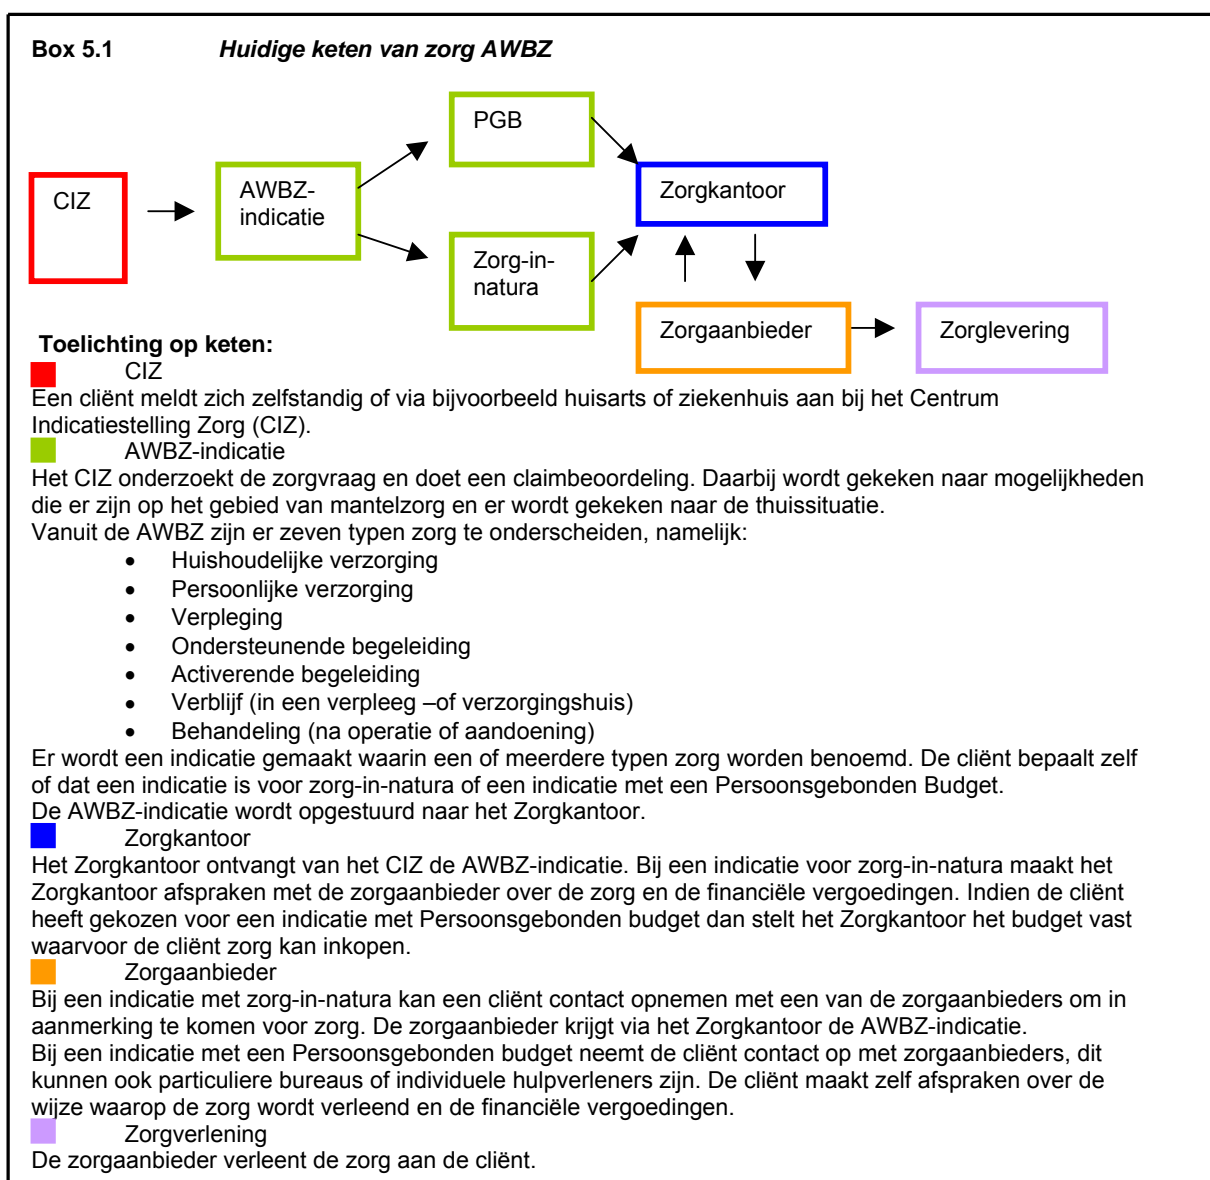 Box 5.1 Huidige keten van zorg AWBZ
PGB
CIZ
AWBZ-
indicatie
Zorgkantoor
Zorg-in-
natura
Zorgaanbieder
Zorglevering
Toelichting op keten:
CIZ
Een cliënt meldt zich zelfstandig of via bijvoorbeeld huisarts of ziekenhuis aan bij het Centrum
Indicatiestelling Zorg (CIZ).
AWBZ-indicatie
Het CIZ onderzoekt de zorgvraag en doet een claimbeoordeling. Daarbij wordt gekeken naar mogelijkheden
die er zijn op het gebied van mantelzorg en er wordt gekeken naar de thuissituatie.
Vanuit de AWBZ zijn er zeven typen zorg te onderscheiden, namelijk:
• Huishoudelijke verzorging
• Persoonlijke verzorging
• Verpleging
• Ondersteunende begeleiding
• Activerende begeleiding
• Verblijf (in een verpleeg –of verzorgingshuis)
• Behandeling (na operatie of aandoening)
Er wordt een indicatie gemaakt waarin een of meerdere typen zorg worden benoemd. De cliënt bepaalt zelf
of dat een indicatie is voor zorg-in-natura of een indicatie met een Persoonsgebonden Budget.
De AWBZ-indicatie wordt opgestuurd naar het Zorgkantoor.
Zorgkantoor
Het Zorgkantoor ontvangt van het CIZ de AWBZ-indicatie. Bij een indicatie voor zorg-in-natura maakt het
Zorgkantoor afspraken met de zorgaanbieder over de zorg en de financiële vergoedingen. Indien de cliënt
heeft gekozen voor een indicatie met Persoonsgebonden budget dan stelt het Zorgkantoor het budget vast
waarvoor de cliënt zorg kan inkopen.
Zorgaanbieder
Bij een indicatie met zorg-in-natura kan een cliënt contact opnemen met een van de zorgaanbieders om in
aanmerking te komen voor zorg. De zorgaanbieder krijgt via het Zorgkantoor de AWBZ-indicatie.
Bij een indicatie met een Persoonsgebonden budget neemt de cliënt contact op met zorgaanbieders, dit
kunnen ook particuliere bureaus of individuele hulpverleners zijn. De cliënt maakt zelf afspraken over de
wijze waarop de zorg wordt verleend en de financiële vergoedingen.
Zorgverlening
De zorgaanbieder verleent de zorg aan de cliënt.